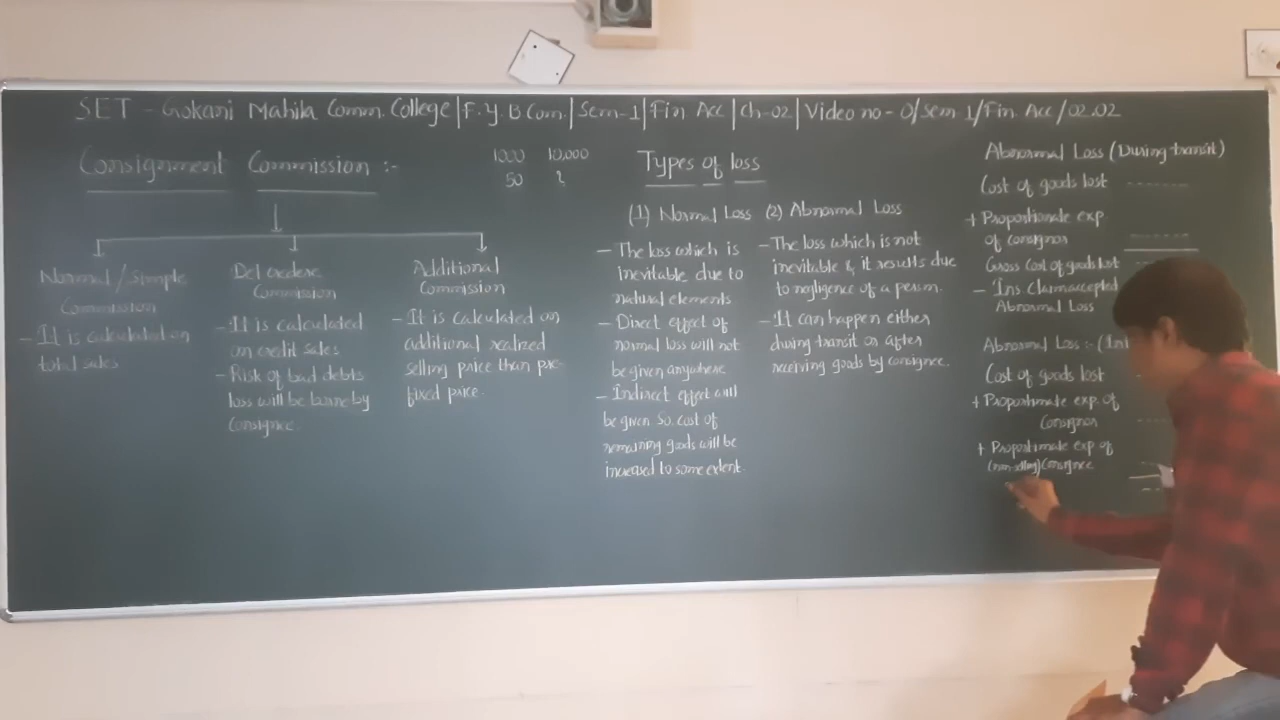 SET - Gokani Mahila Comm. College | F. Y. B Com. | Sem-1 | Fin Acc | Ch-02 | Video no - 0/Sem 1/Fin. Acc/02.02
Consignment Commission :-
Normal/Simple
Commission
- It is calculated on
total sales
Del credere
Commission
- It is calculated
on credit sales
- Risk of bad debts
loss will be borne by
Consignee.
Additional
Commission
- It is calculated on
additional realized
selling price than pre-
fixed price.
1000 10,000
50 ?
Types of loss
(1) Normal Loss
- The loss which is
inevitable due to
natural elements
- Direct effect of
normal loss will not
be given anywhere
- Indirect effect will
be given so, cost of
remaining goods will be
increased to some extent.
(2) Abnormal Loss
- The loss which is not
inevitable & it results due
to negligence of a person.
- It can happen either
during transit or after
receiving goods by consignee.
Abnormal Loss (During transit)
Cost of goods lost -----
+ Proportionate exp
of consignor -----
Gross Cost of goods lost
- Ins Claim accepted
Abnormal Loss
Abnormal Loss :-
Cost of goods lost
+ Proportionate exp. of
Consignor
+ Proportionate exp of
(non-selling) Consignee